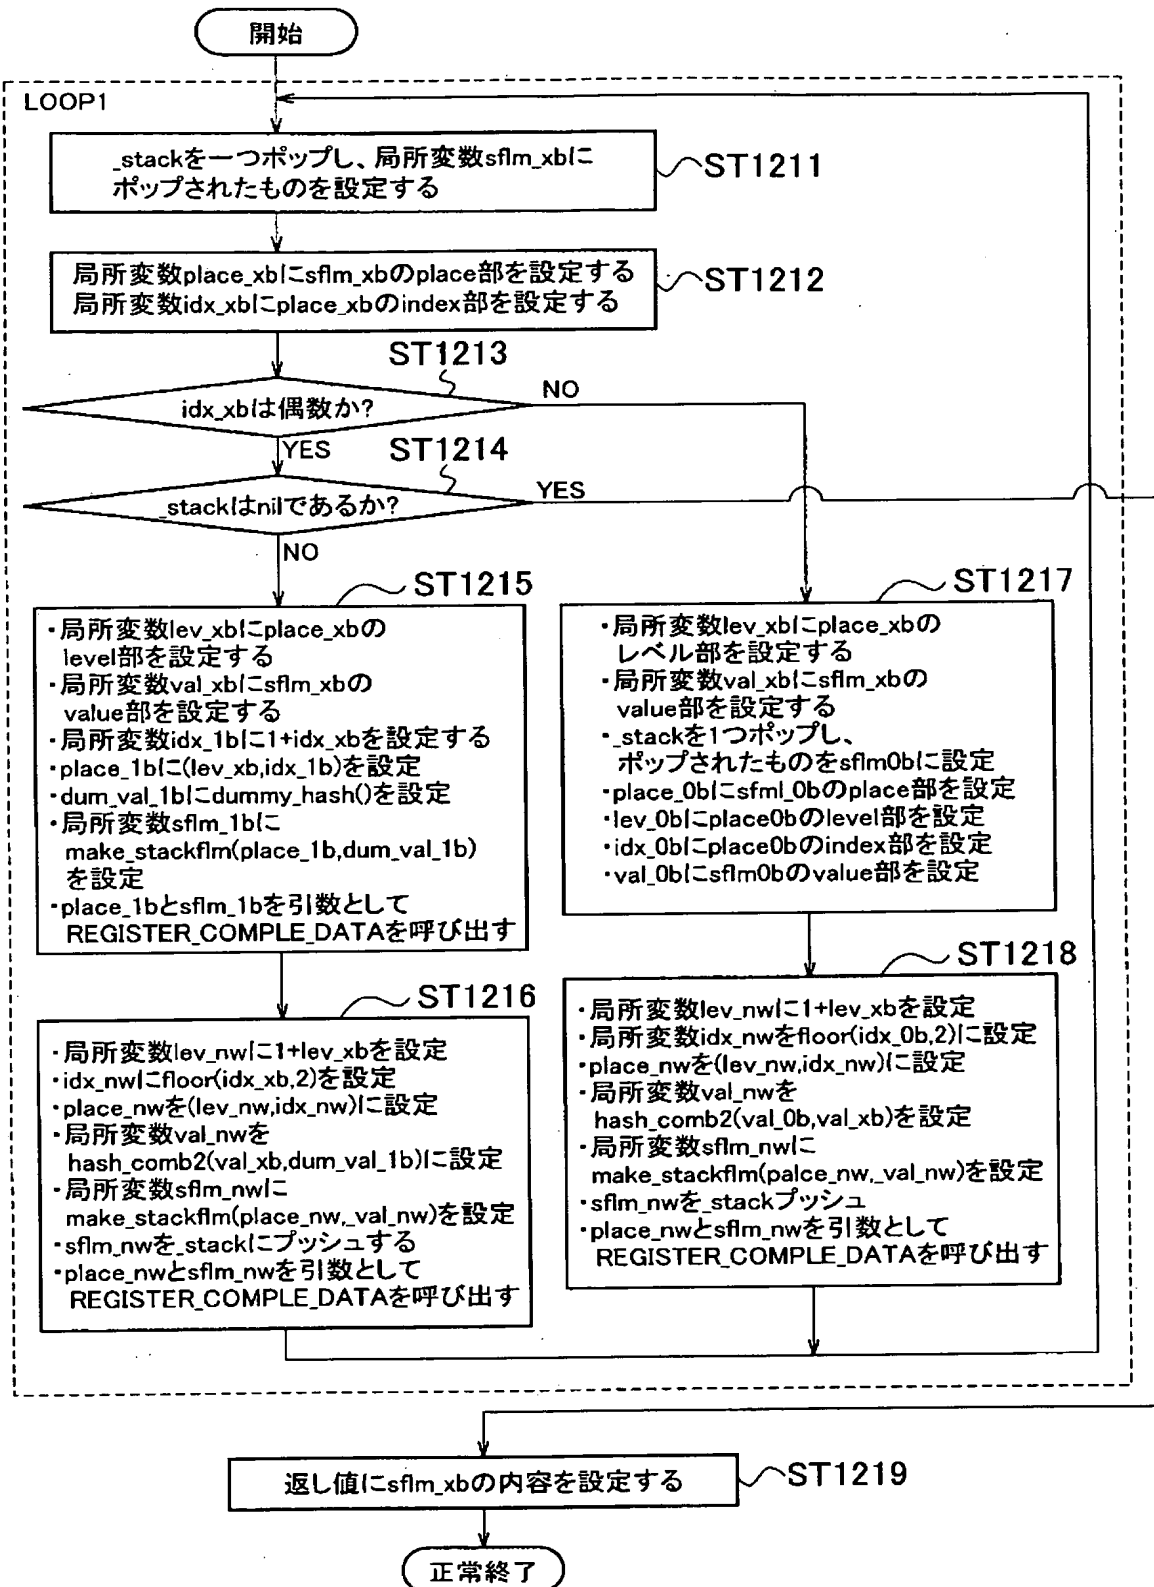 開始
LOOP1
_stackを一つポップし、局所変数sflm_xbに
ポップされたものを設定する
ST1211
局所変数place_xbにsflm_xbのplace部を設定する
局所変数idx_xbにplace_xbのindex部を設定する
ST1212
ST1213
idx_xbは偶数か?
NO
YES
ST1214
_stackはnilであるか?
YES
NO
ST1215
・局所変数lev_xbにplace_xbの
level部を設定する
・局所変数val_xbにsflm_xbの
value部を設定する
・局所変数idx_1bに1+idx_xbを設定する
・place_1bに(lev_xb,idx_1b)を設定
・dum_val_1bにdummy_hash()を設定
・局所変数sflm_1bに
make_stackflm(place_1b,dum_val_1b)
を設定
・place_1bとsflm_1bを引数として
REGISTER_COMPLE_DATAを呼び出す
ST1217
・局所変数lev_xbにplace_xbの
レベル部を設定する
・局所変数val_xbにsflm_xbの
value部を設定する
・_stackを1つポップし、
ポップされたものをsflm0bに設定
・place_0bにsfml_0bのplace部を設定
・lev_0bにplace0bのlevel部を設定
・idx_0bにplace0bのindex部を設定
・val_0bにsflm0bのvalue部を設定
ST1216
・局所変数lev_nwに1+lev_xbを設定
・idx_nwにfloor(idx_xb,2)を設定
・place_nwを(lev_nw,idx_nw)に設定
・局所変数val_nwを
hash_comb2(val_xb,dum_val_1b)に設定
・局所変数sflm_nwに
make_stackflm(place_nw,_val_nw)を設定
・sflm_nwを_stackにプッシュする
・place_nwとsflm_nwを引数として
REGISTER_COMPLE_DATAを呼び出す
ST1218
・局所変数lev_nwに1+lev_xbを設定
・局所変数idx_nwをfloor(idx_0b,2)に設定
・place_nwを(lev_nw,idx_nw)に設定
・局所変数val_nwを
hash_comb2(val_0b,val_xb)を設定
・局所変数sflm_nwに
make_stackflm(palce_nw,_val_nw)を設定
・sflm_nwを_stackプッシュ
・place_nwとsflm_nwを引数として
REGISTER_COMPLE_DATAを呼び出す
返し値にsflm_xbの内容を設定する
ST1219
正常終了